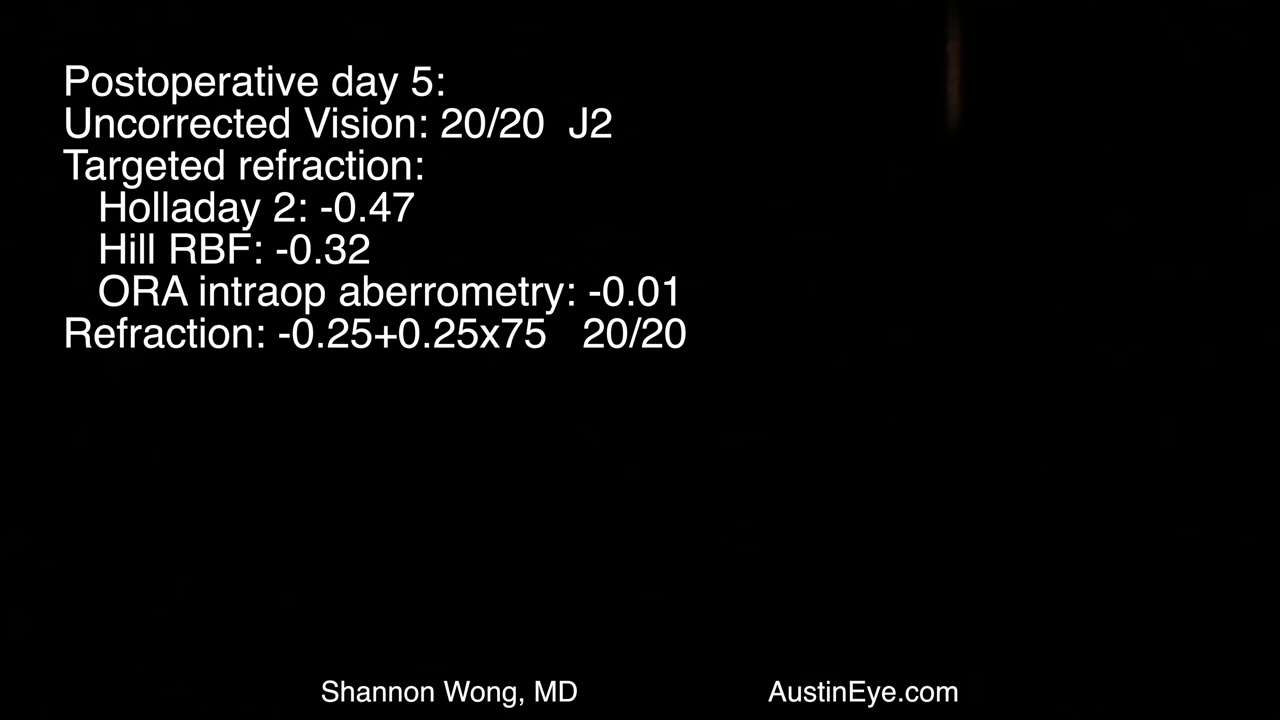 Postoperative day 5:
Uncorrected Vision: 20/20 J2
Targeted refraction:
Holladay 2: -0.47
Hill RBF: -0.32
ORA intraop aberrometry: -0.01
Refraction: -0.25+0.25x75 20/20
Shannon Wong, MD AustinEye.com